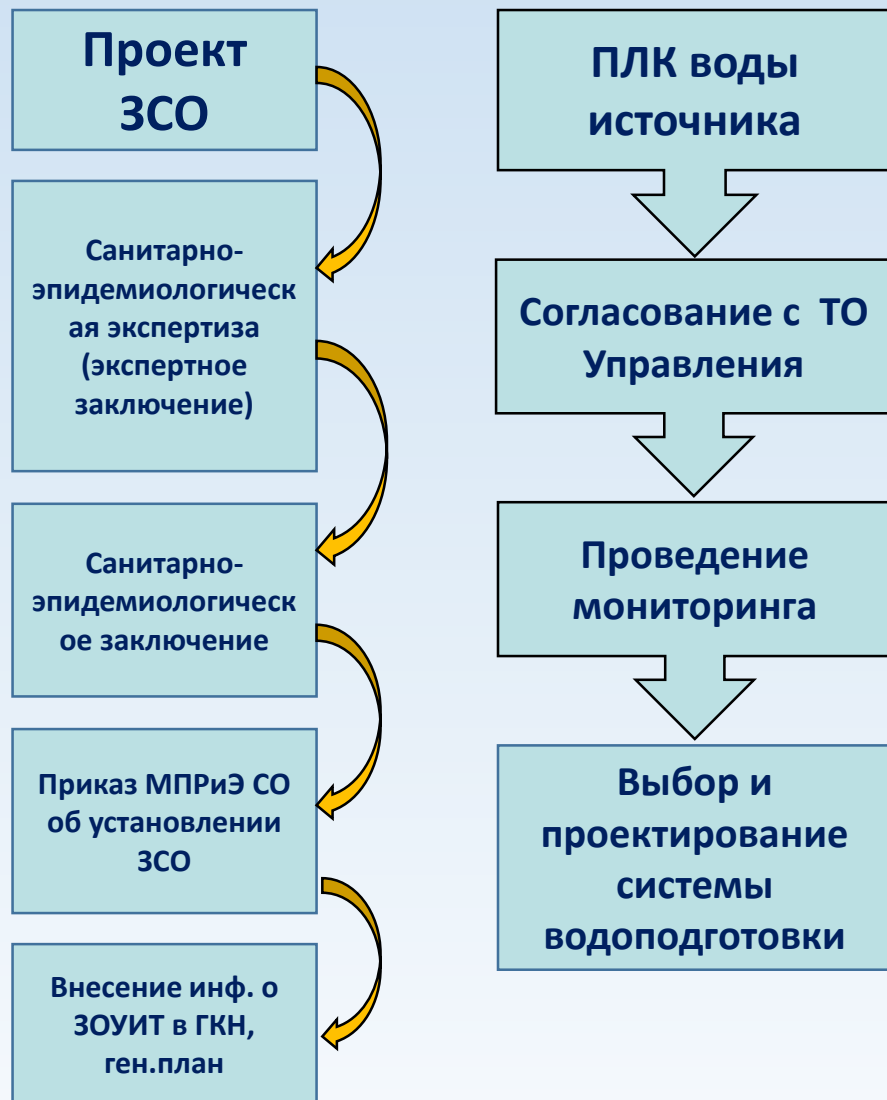 Проект
ЗСО
Санитарно-
эпидемиологическ
ая экспертиза
(экспертное
заключение)
Санитарно-
эпидемиологическ
ое заключение
Приказ МПРиЭ СО
об установлении
ЗСО
Внесение инф. о
ЗОУИТ в ГКН,
ген.план
ПЛК воды
источника
Согласование с ТО
Управления
Проведение
мониторинга
Выбор и
проектирование
системы
водоподготовки